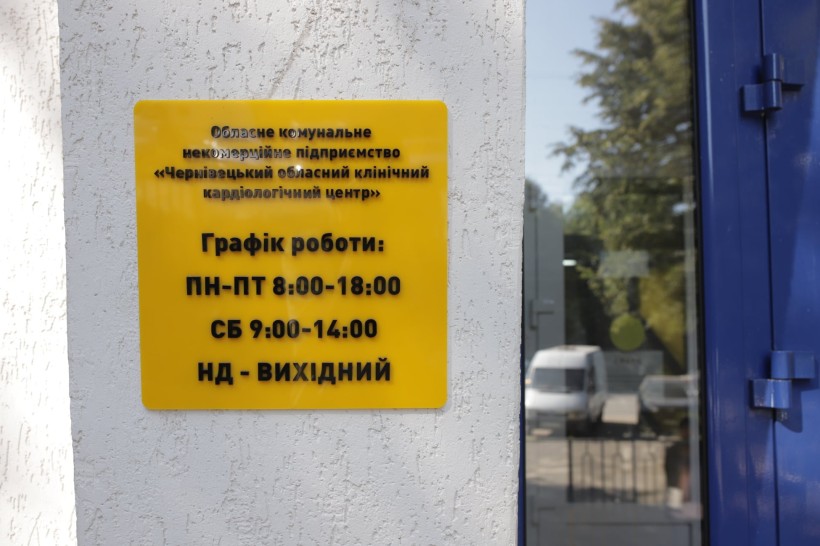 Обласне комунальне
некомерційне підприємство
«Чернівецький обласний клінічний
кардіологічний центр»
Графік роботи:
ПН-ПТ 8:00-18:00
СБ 9:00-14:00
НД - ВИХІДНИЙ